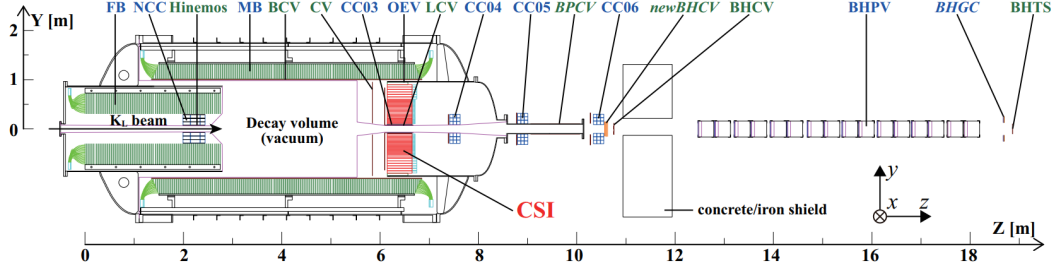 FB NCC Hinemos MB BCV CV CC03 OEV LCV CC04 CC05 BPCV CC06 newBHCV BHCV BHPV BHGC BHTS
Y [m]
2
1
0
K_L beam
Decay volume
(vacuum)
CSI
concrete/iron shield
y
x
z
Z [m]
0 2 4 6 8 10 12 14 16 18